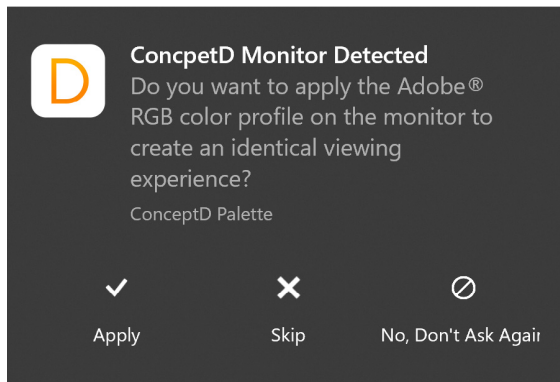 D
ConcpetD Monitor Detected
Do you want to apply the Adobe®
RGB color profile on the monitor to
create an identical viewing
experience?
ConceptD Palette
Apply Skip No, Don't Ask Again